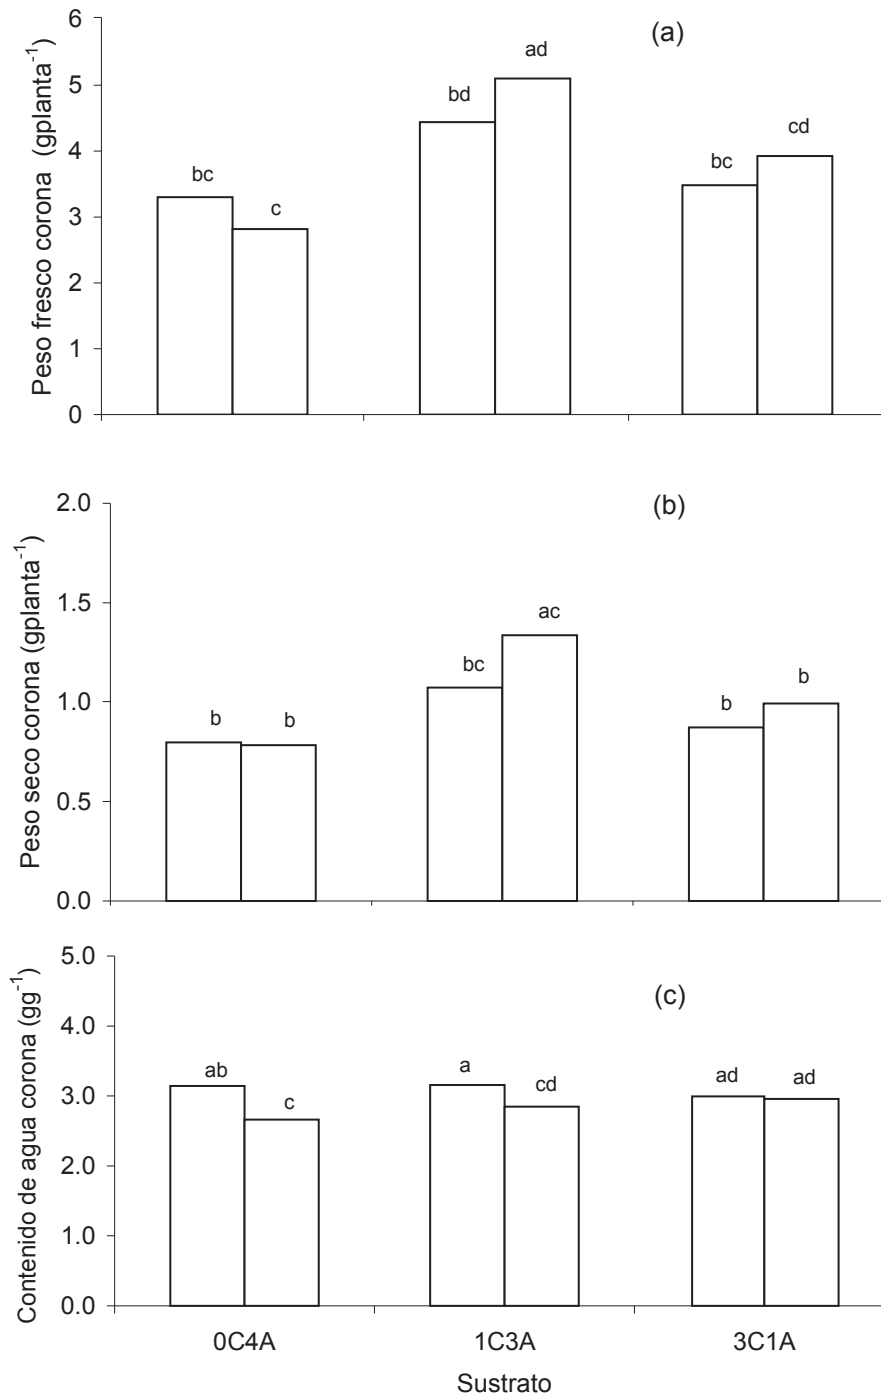 (a)
Peso fresco corona (gplanta⁻¹)
6
5
4
3
2
1
0
bc
c
bd
ad
bc
cd
(b)
Peso seco corona (gplanta⁻¹)
2.0
1.5
1.0
0.5
0.0
b
b
bc
ac
b
b
(c)
Contenido de agua corona (gg⁻¹)
5.0
4.0
3.0
2.0
1.0
0.0
ab
c
a
cd
ad
ad
0C4A
1C3A
3C1A
Sustrato